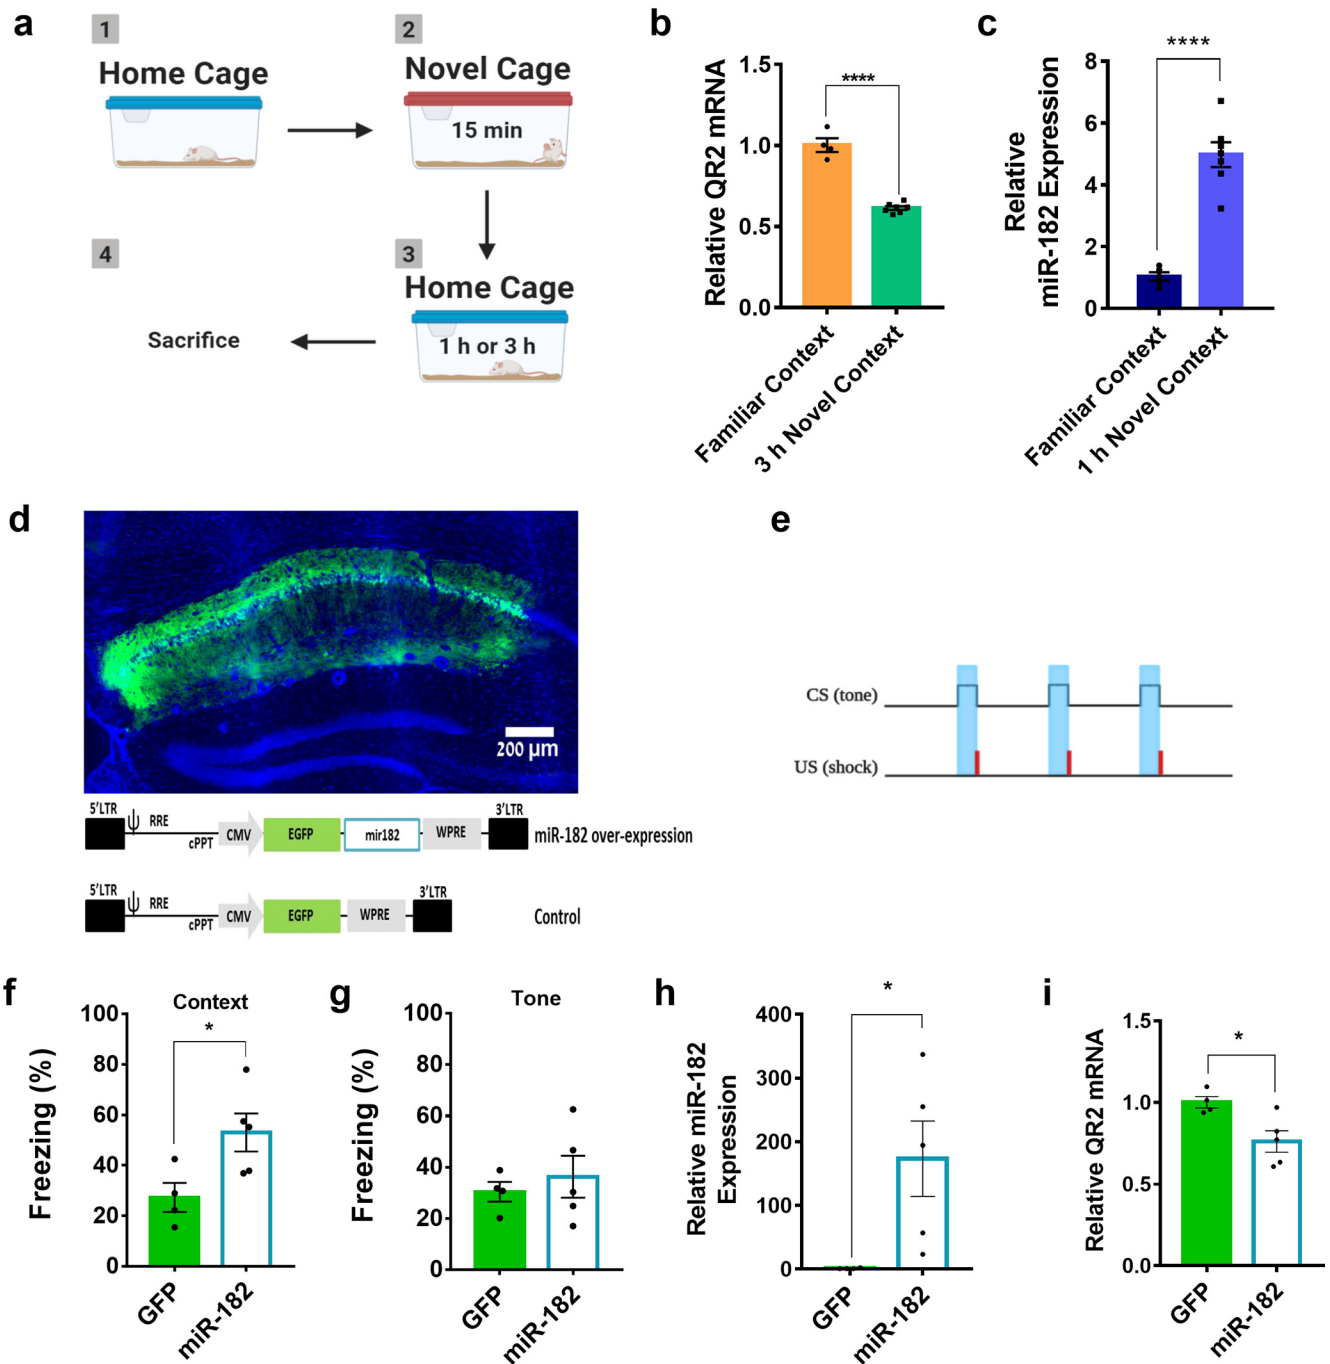 a
1
Home Cage
2
Novel Cage
15 min
4
Sacrifice
3
Home Cage
1 h or 3 h
b
Relative QR2 mRNA
1.5
1.0
0.5
0.0
****
Familiar Context
3 h Novel Context
c
Relative
miR-182 Expression
8
6
4
2
0
****
Familiar Context
1 h Novel Context
d
200 µm
5'LTR
ψ
RRE
cPPT
CMV
EGFP
mir182
WPRE
3'LTR
miR-182 over-expression
5'LTR
ψ
RRE
cPPT
CMV
EGFP
WPRE
3'LTR
Control
e
CS (tone)
US (shock)
f
Context
Freezing (%)
100
80
60
40
20
0
*
GFP
miR-182
g
Tone
Freezing (%)
100
80
60
40
20
0
GFP
miR-182
h
Relative miR-182
Expression
400
300
200
100
0
*
GFP
miR-182
i
Relative QR2 mRNA
1.5
1.0
0.5
0.0
*
GFP
miR-182